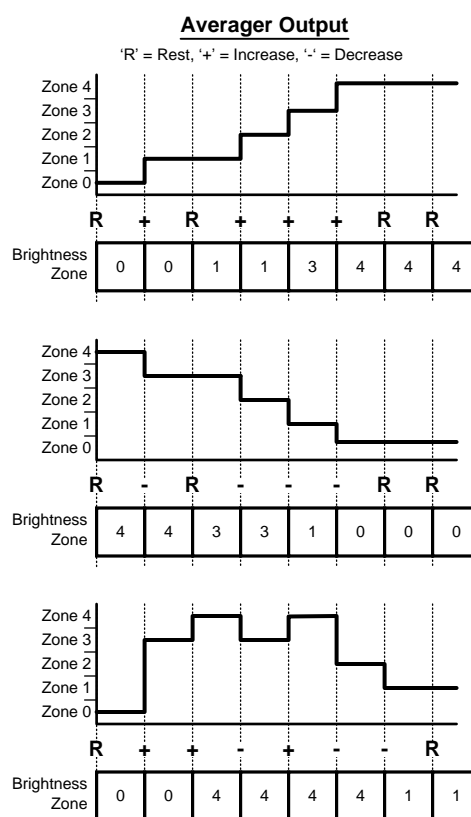 Averager Output
‘R’ = Rest, ‘+’ = Increase, ‘-‘ = Decrease
Zone 4
Zone 3
Zone 2
Zone 1
Zone 0
R + R + + + R R
Brightness
Zone
0 0 1 1 3 4 4 4
Zone 4
Zone 3
Zone 2
Zone 1
Zone 0
R - R - - - R R
Brightness
Zone
4 4 3 3 1 0 0 0
Zone 4
Zone 3
Zone 2
Zone 1
Zone 0
R + + - + - - R
Brightness
Zone
0 0 4 4 4 4 1 1